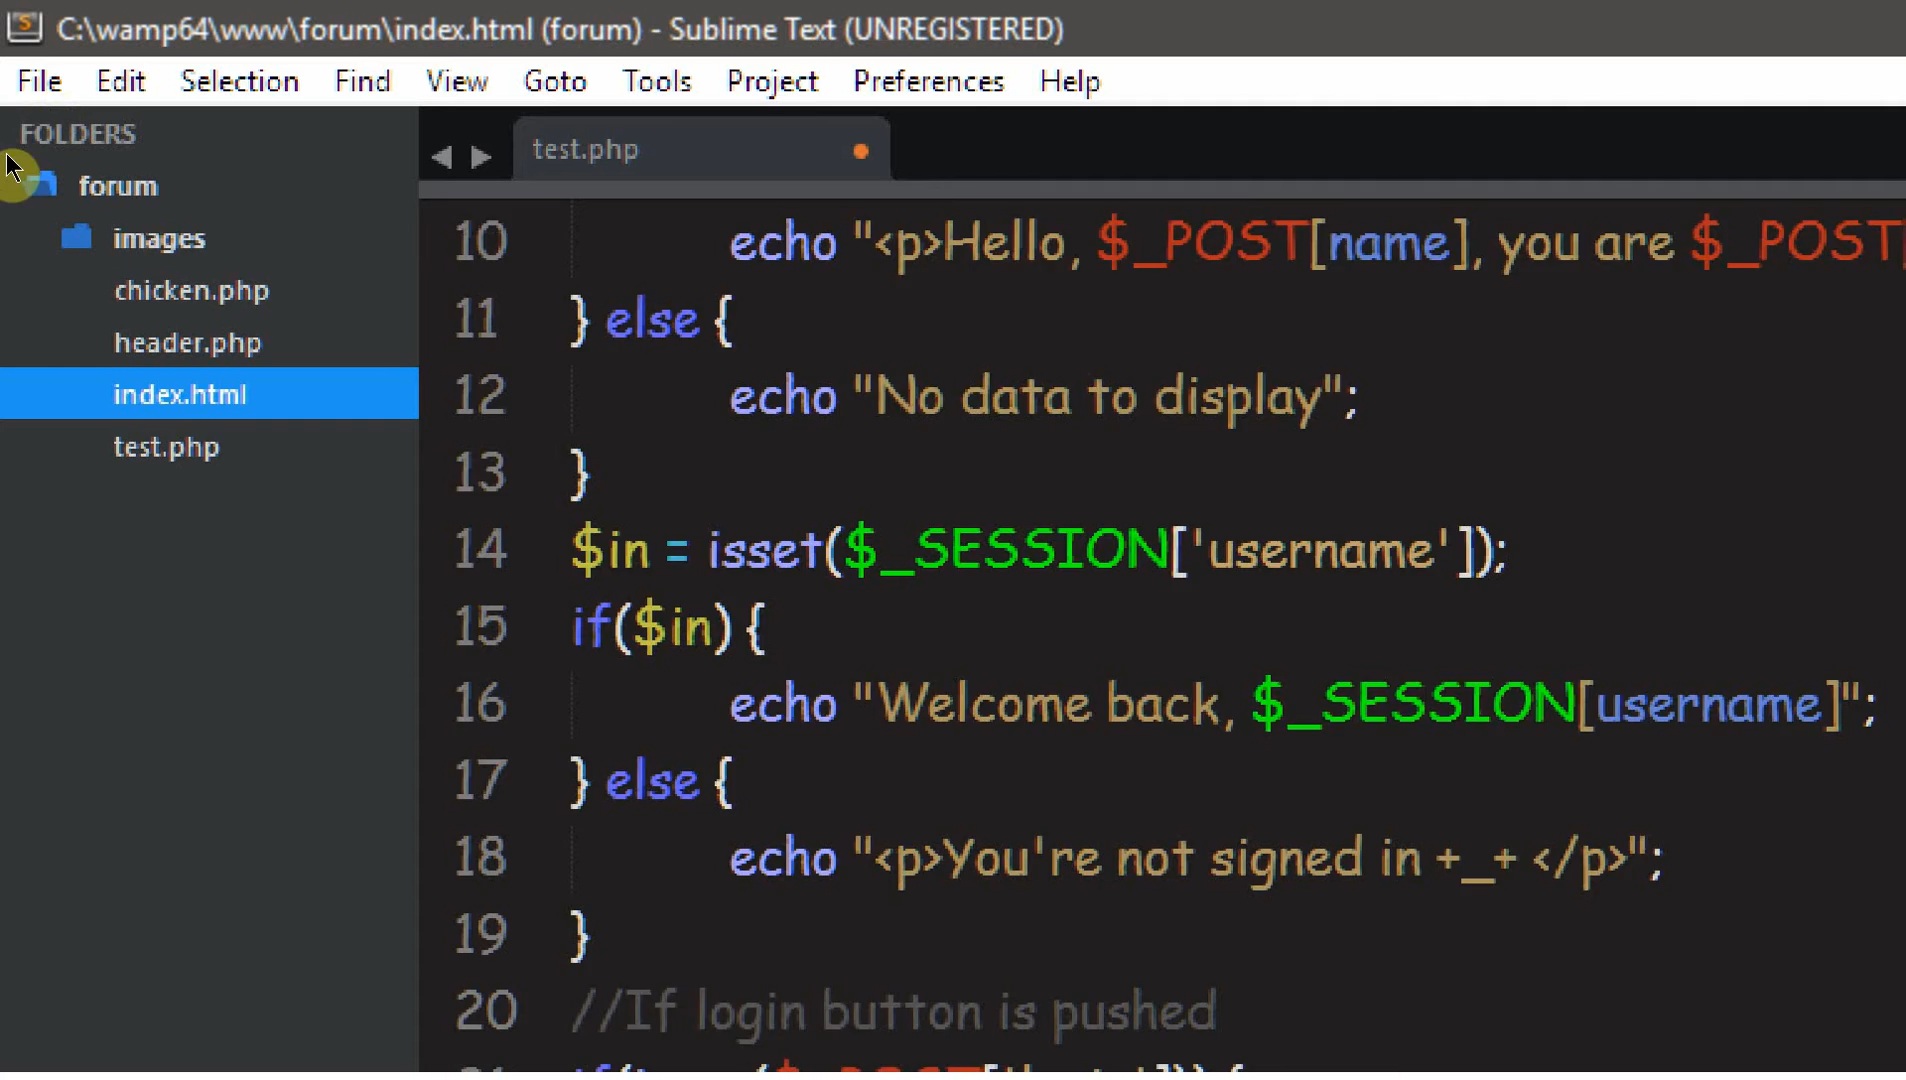 C:\wamp64\www\forum\index.html (forum) - Sublime Text (UNREGISTERED)
File Edit Selection Find View Goto Tools Project Preferences Help
FOLDERS
forum
images
chicken.php
header.php
index.html
test.php
test.php
10 echo "<p>Hello, $_POST[name], you are $_POST[
11 } else {
12 echo "No data to display";
13 }
14 $in = isset($_SESSION['username']);
15 if($in) {
16 echo "Welcome back, $_SESSION[username]";
17 } else {
18 echo "<p>You're not signed in +_+ </p>";
19 }
20 //If login button is pushed